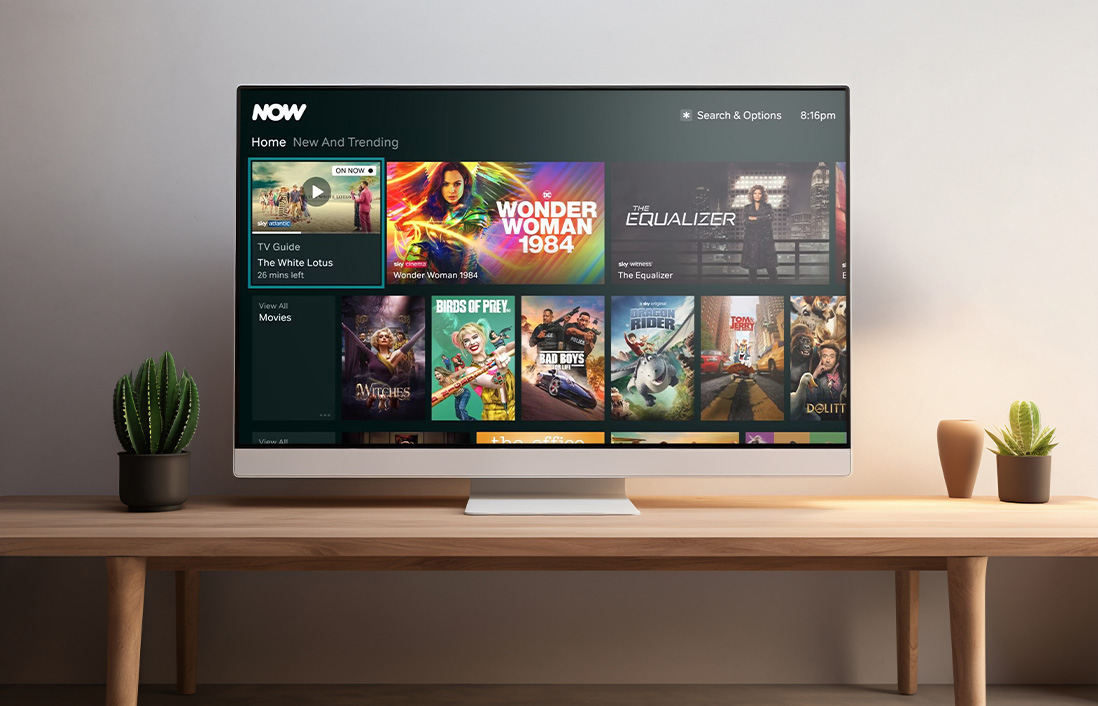 NOW
Search & Options 8:16pm
Home New And Trending
ON NOW
sky atlantic
TV Guide
The White Lotus
26 mins left
DC
WONDER
WOMAN
1984
sky cinema
Wonder Woman 1984
THE
EQUALIZER
sky witness
The Equalizer
View All
Movies
WITCHES
BIRDS OF PREY
POLICE
BAD BOYS
FOR LIFE
a sky original
DRAGON
RIDER
TOM&
JERRY
DOLITT
View All
the office